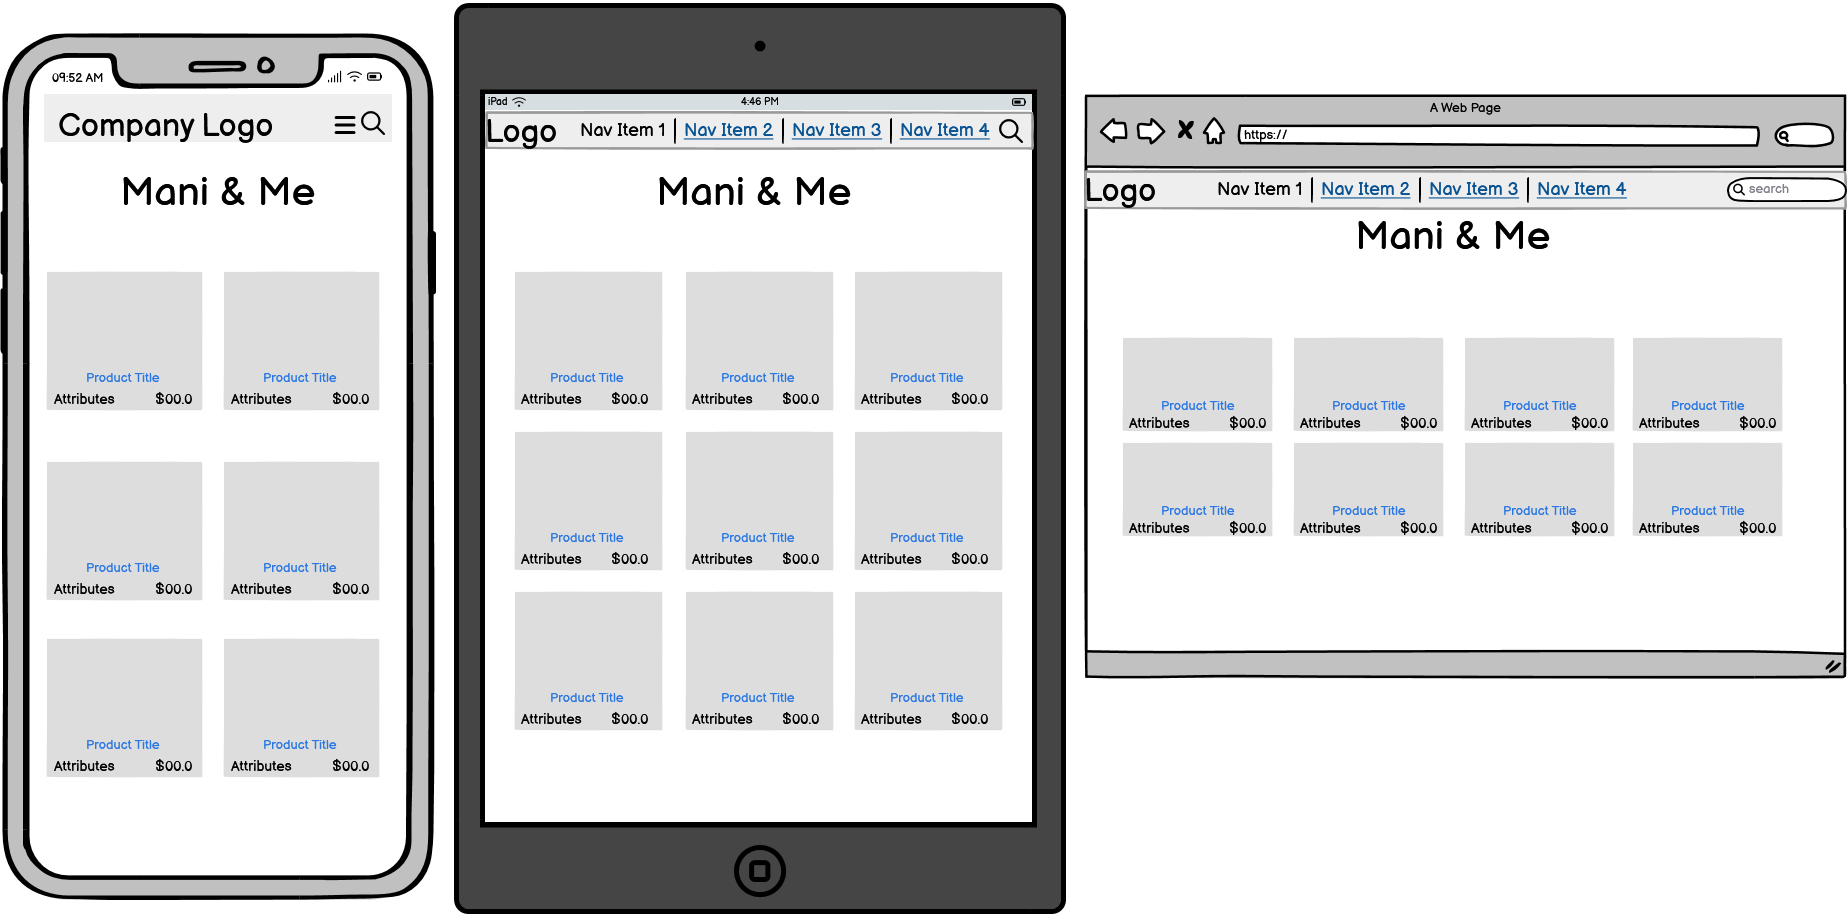 09:52 AM
Company Logo
Mani & Me
Product Title Product Title
Attributes $00.0 Attributes $00.0
Product Title Product Title
Attributes $00.0 Attributes $00.0
Product Title Product Title
Attributes $00.0 Attributes $00.0
iPad 4:46 PM
Logo Nav Item 1 Nav Item 2 Nav Item 3 Nav Item 4
Mani & Me
Product Title Product Title Product Title
Attributes $00.0 Attributes $00.0 Attributes $00.0
Product Title Product Title Product Title
Attributes $00.0 Attributes $00.0 Attributes $00.0
Product Title Product Title Product Title
Attributes $00.0 Attributes $00.0 Attributes $00.0
A Web Page
https://
Logo Nav Item 1 Nav Item 2 Nav Item 3 Nav Item 4 search
Mani & Me
Product Title Product Title Product Title Product Title
Attributes $00.0 Attributes $00.0 Attributes $00.0 Attributes $00.0
Product Title Product Title Product Title Product Title
Attributes $00.0 Attributes $00.0 Attributes $00.0 Attributes $00.0